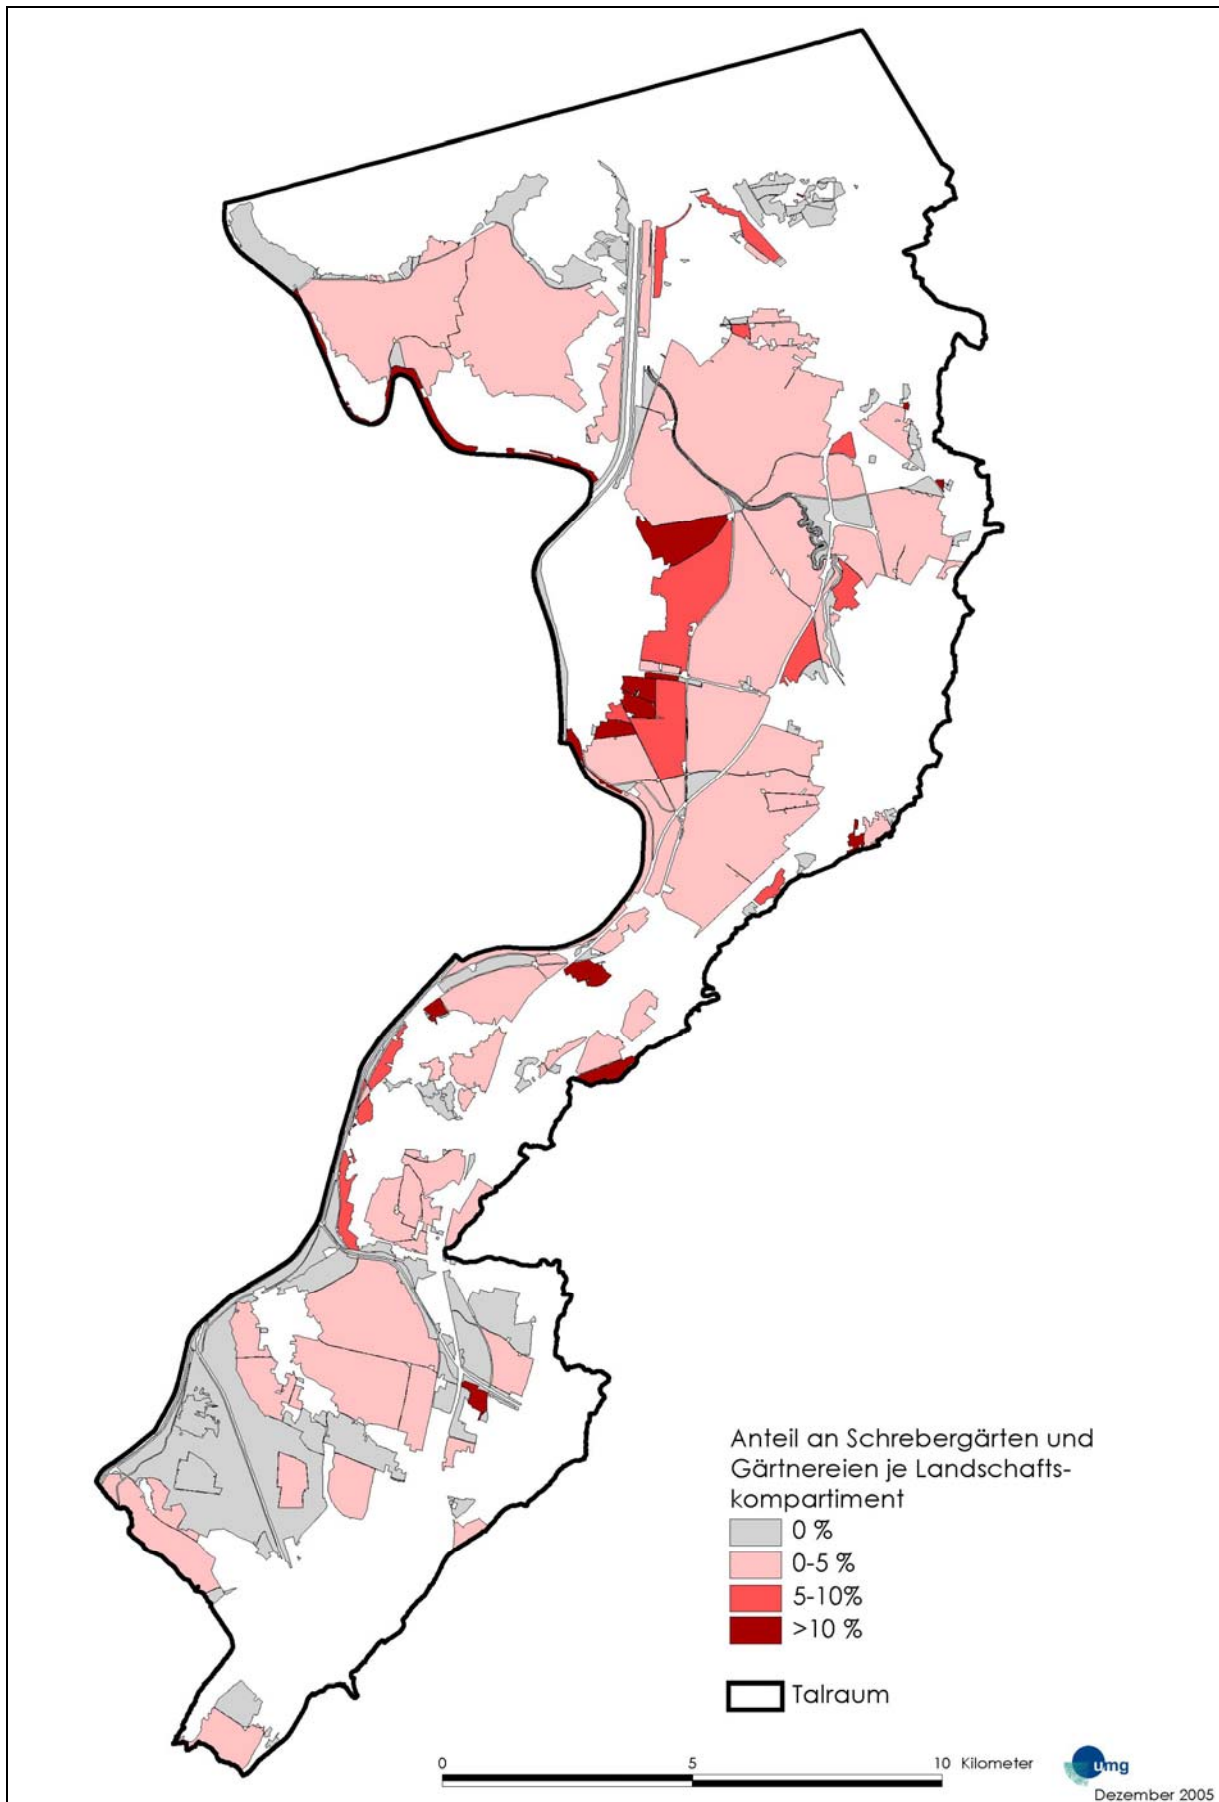 Anteil an Schrebergärten und
Gärtnereien je Landschafts-
kompartiment
0 %
0-5 %
5-10%
>10 %
Talraum
0 5 10 Kilometer
umg
Dezember 2005